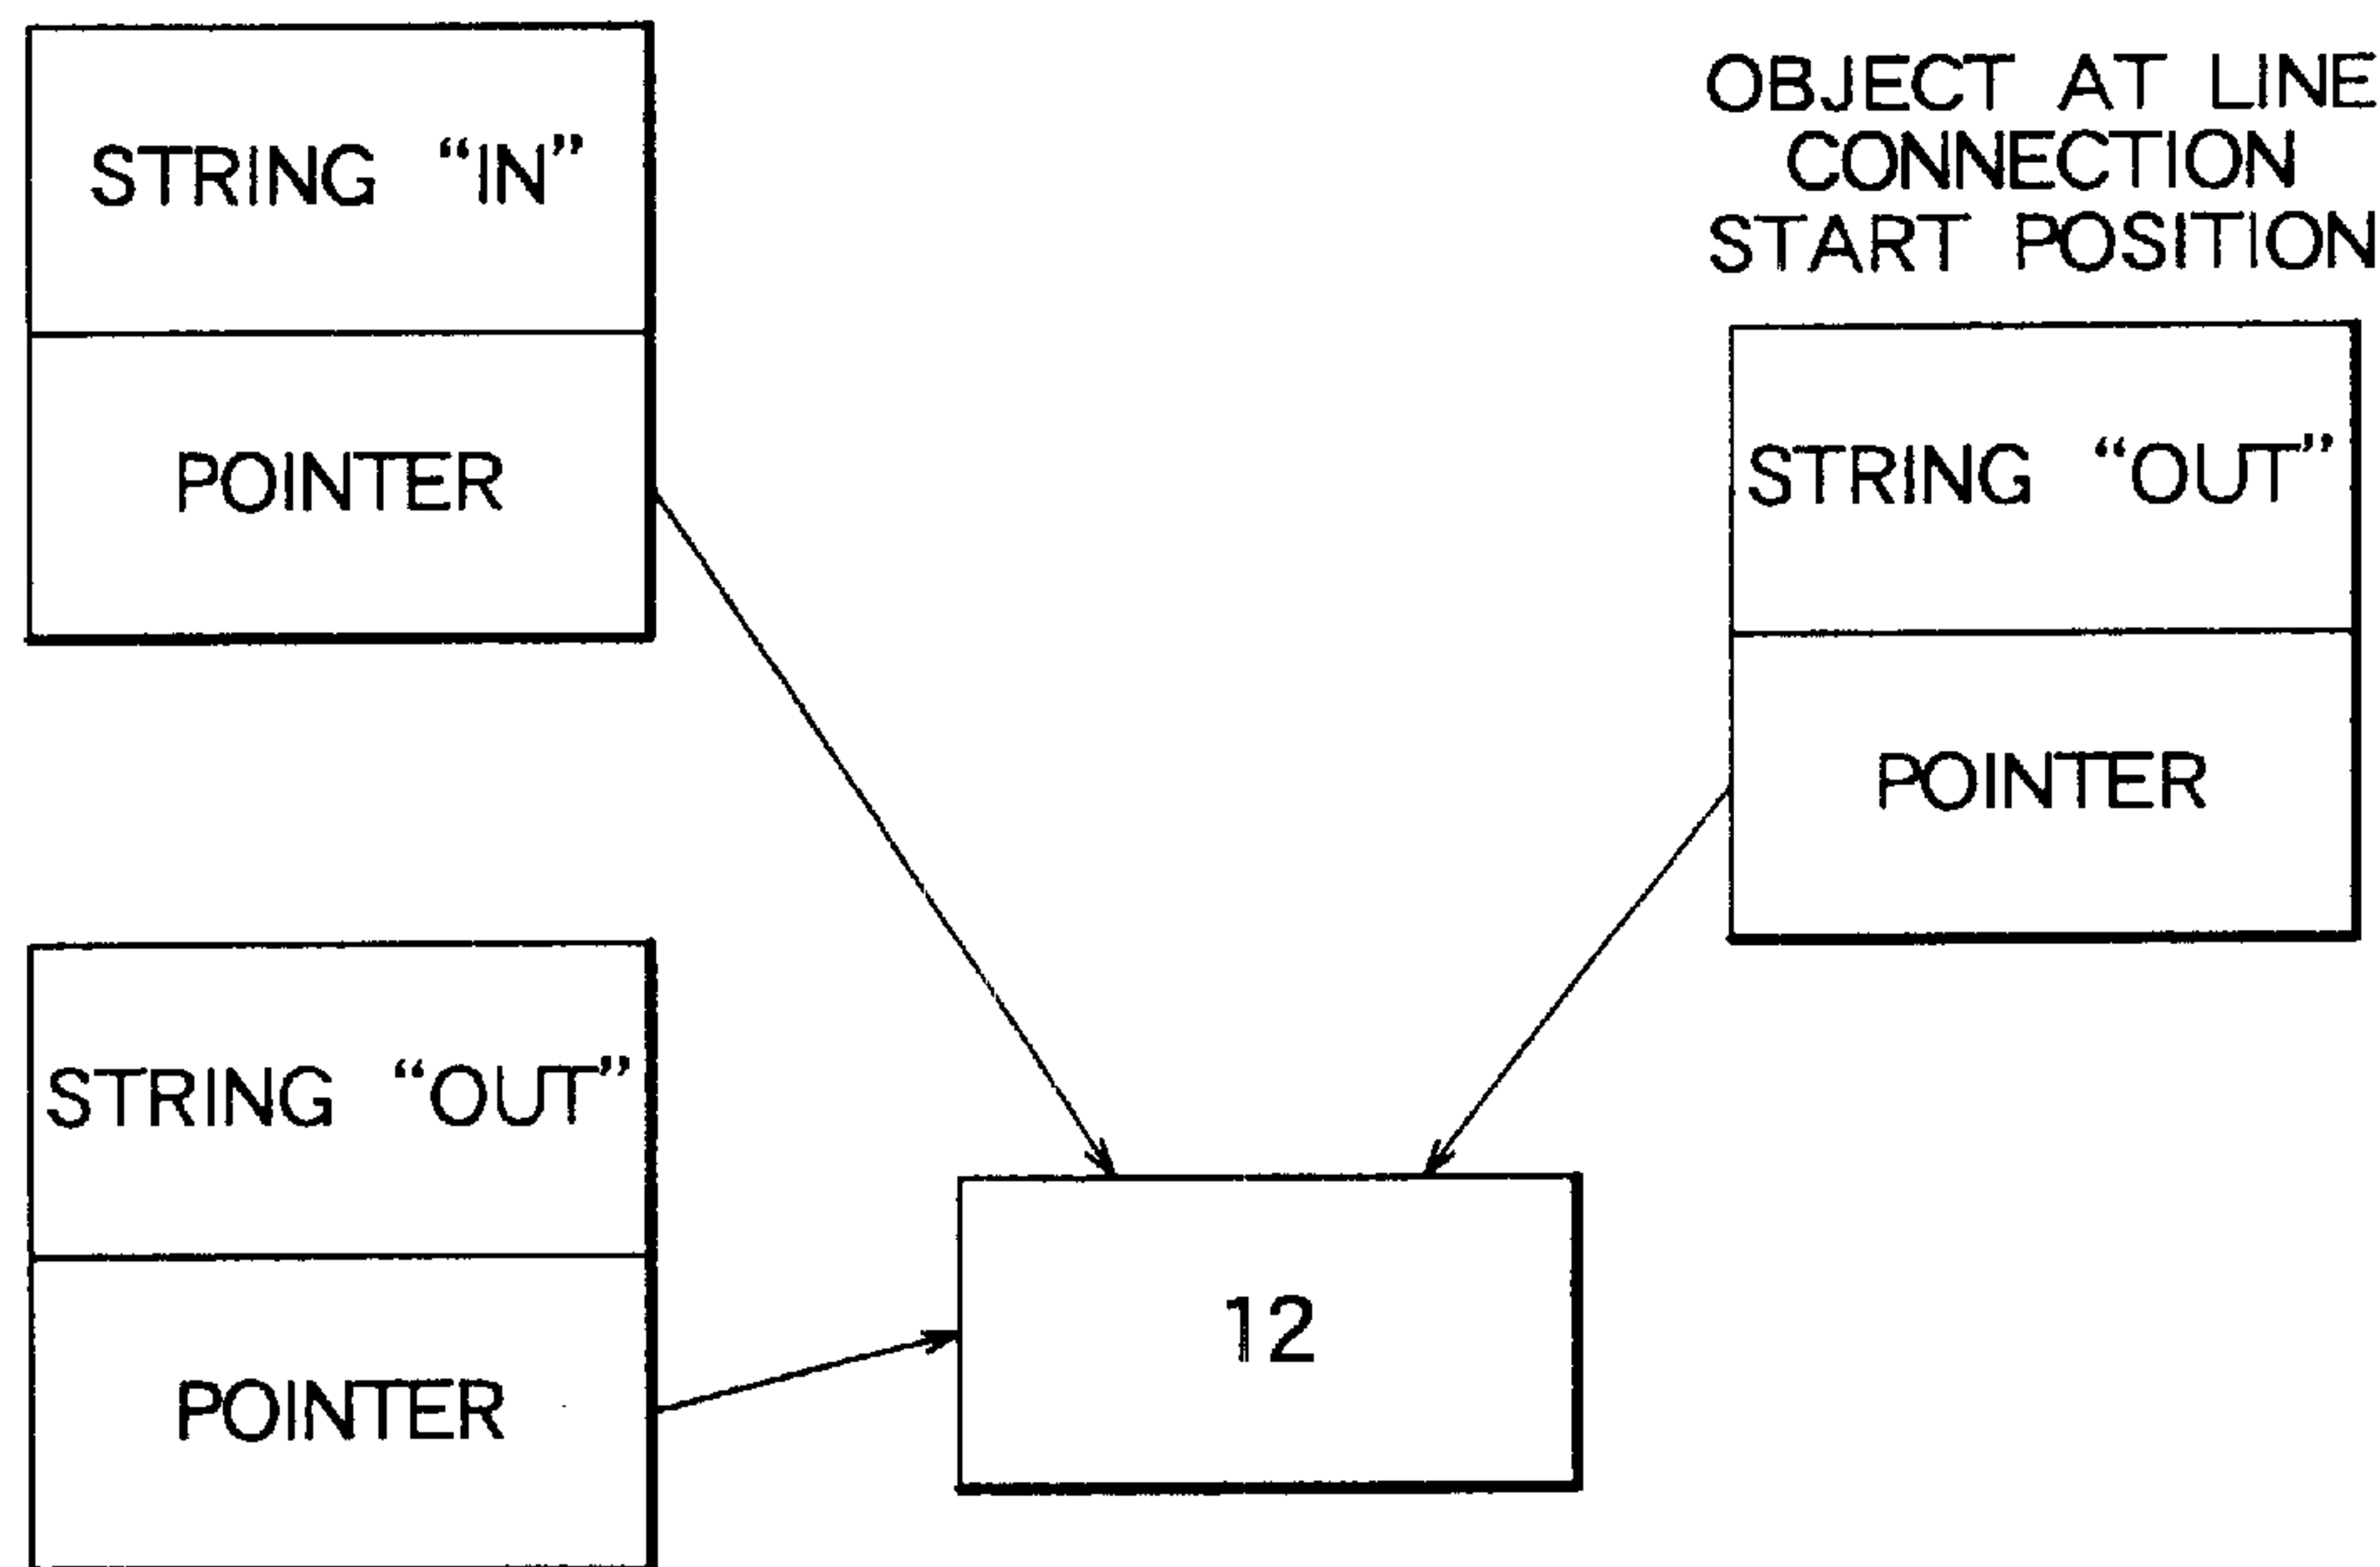 STRING “IN”
POINTER
OBJECT AT LINE
CONNECTION
START POSITION
STRING “OUT”
POINTER
STRING “OUT”
POINTER
12